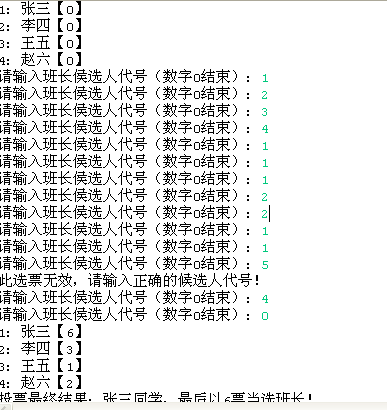 1: 张三【0】
2: 李四【0】
3: 王五【0】
4: 赵六【0】
请输入班长候选人代号（数字0结束）：1
请输入班长候选人代号（数字0结束）：2
请输入班长候选人代号（数字0结束）：3
请输入班长候选人代号（数字0结束）：4
请输入班长候选人代号（数字0结束）：1
请输入班长候选人代号（数字0结束）：1
请输入班长候选人代号（数字0结束）：1
请输入班长候选人代号（数字0结束）：2
请输入班长候选人代号（数字0结束）：2
请输入班长候选人代号（数字0结束）：1
请输入班长候选人代号（数字0结束）：1
请输入班长候选人代号（数字0结束）：5
此选票无效，请输入正确的候选人代号！
请输入班长候选人代号（数字0结束）：4
请输入班长候选人代号（数字0结束）：0
1: 张三【6】
2: 李四【3】
3: 王五【1】
4: 赵六【2】
投票最终结果：张三同学，最后以6票当选班长！